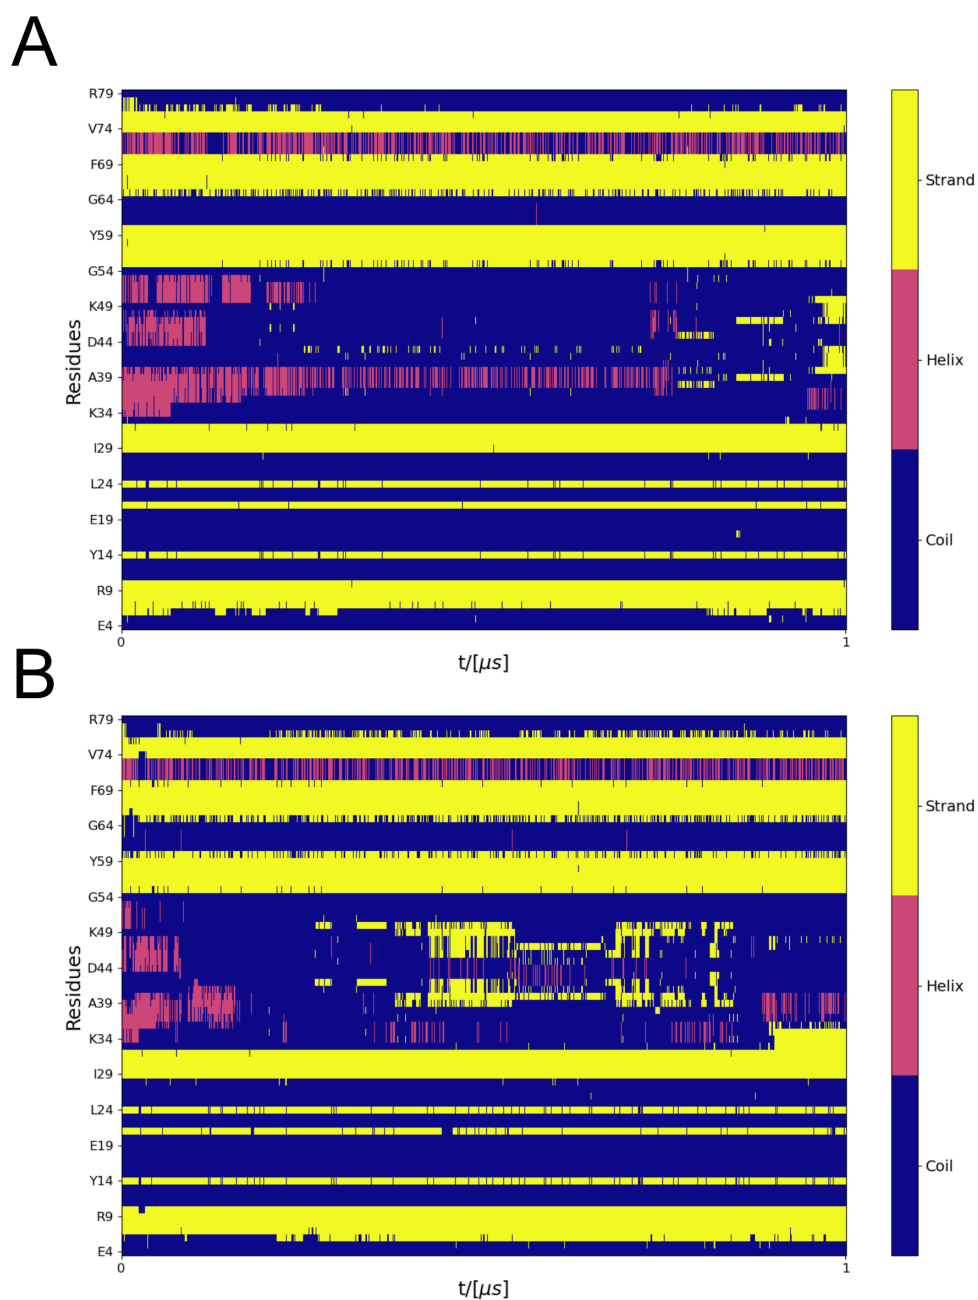 A
R79
V74
F69
G64
Y59
G54
K49
D44
A39
K34
I29
L24
E19
Y14
R9
E4
Residues
0
1
t/[μs]
Strand
Helix
Coil
B
R79
V74
F69
G64
Y59
G54
K49
D44
A39
K34
I29
L24
E19
Y14
R9
E4
Residues
0
1
t/[μs]
Strand
Helix
Coil